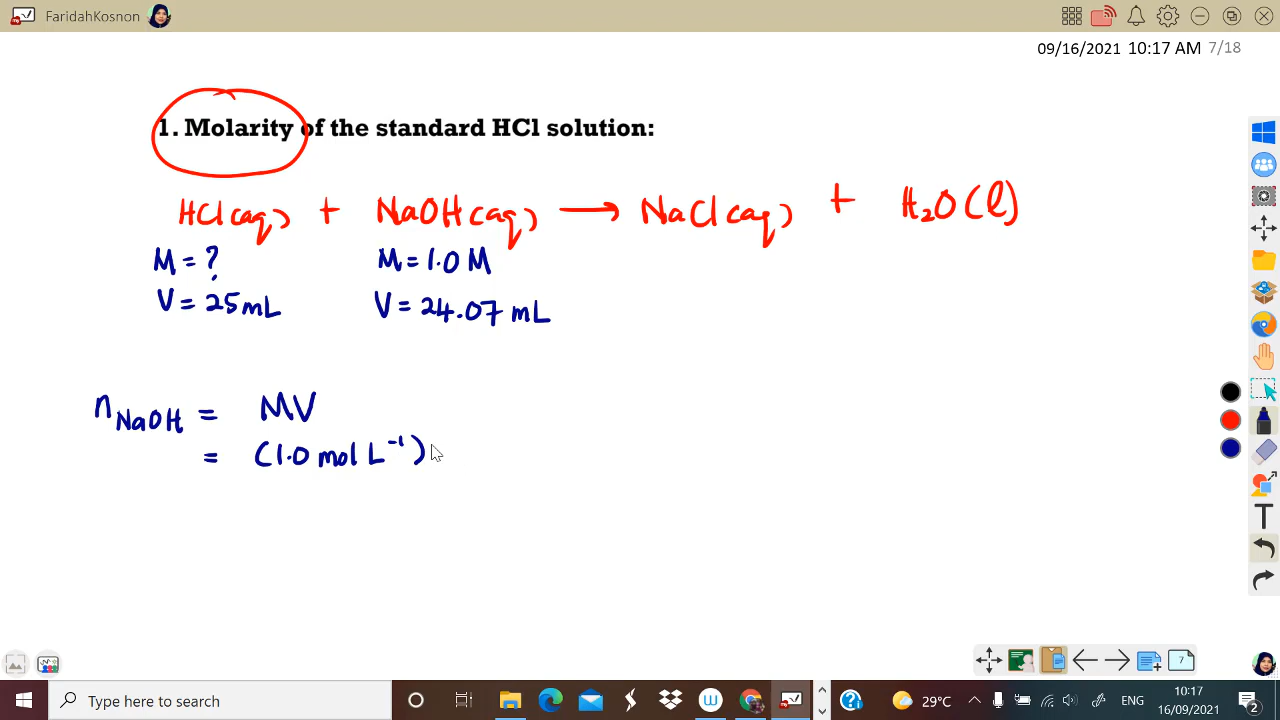 FaridahKosnon
09/16/2021 10:17 AM 7/18
1. Molarity of the standard HCl solution:
HCl(aq) + NaOH(aq) → NaCl(aq) + H₂O(l)
M = ? M = 1.0 M
V = 25 mL V = 24.07 mL
n NaOH = MV
= (1.0 mol L⁻¹)
T
7
Type here to search
29°C ENG 10:17
16/09/2021 2